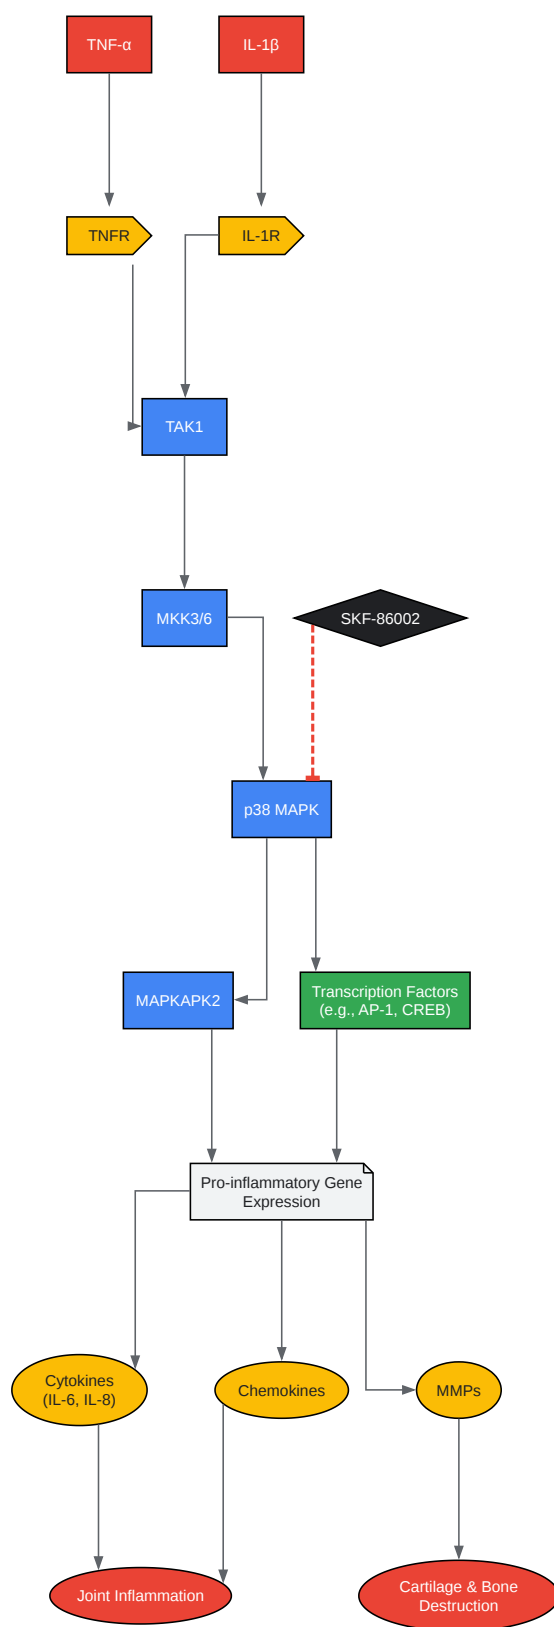 TNF-α
IL-1β
TNFR
IL-1R
TAK1
MKK3/6
SKF-86002
p38 MAPK
MAPKAPK2
Transcription Factors
(e.g., AP-1, CREB)
Pro-inflammatory Gene
Expression
Cytokines
(IL-6, IL-8)
Chemokines
MMPs
Joint Inflammation
Cartilage & Bone
Destruction